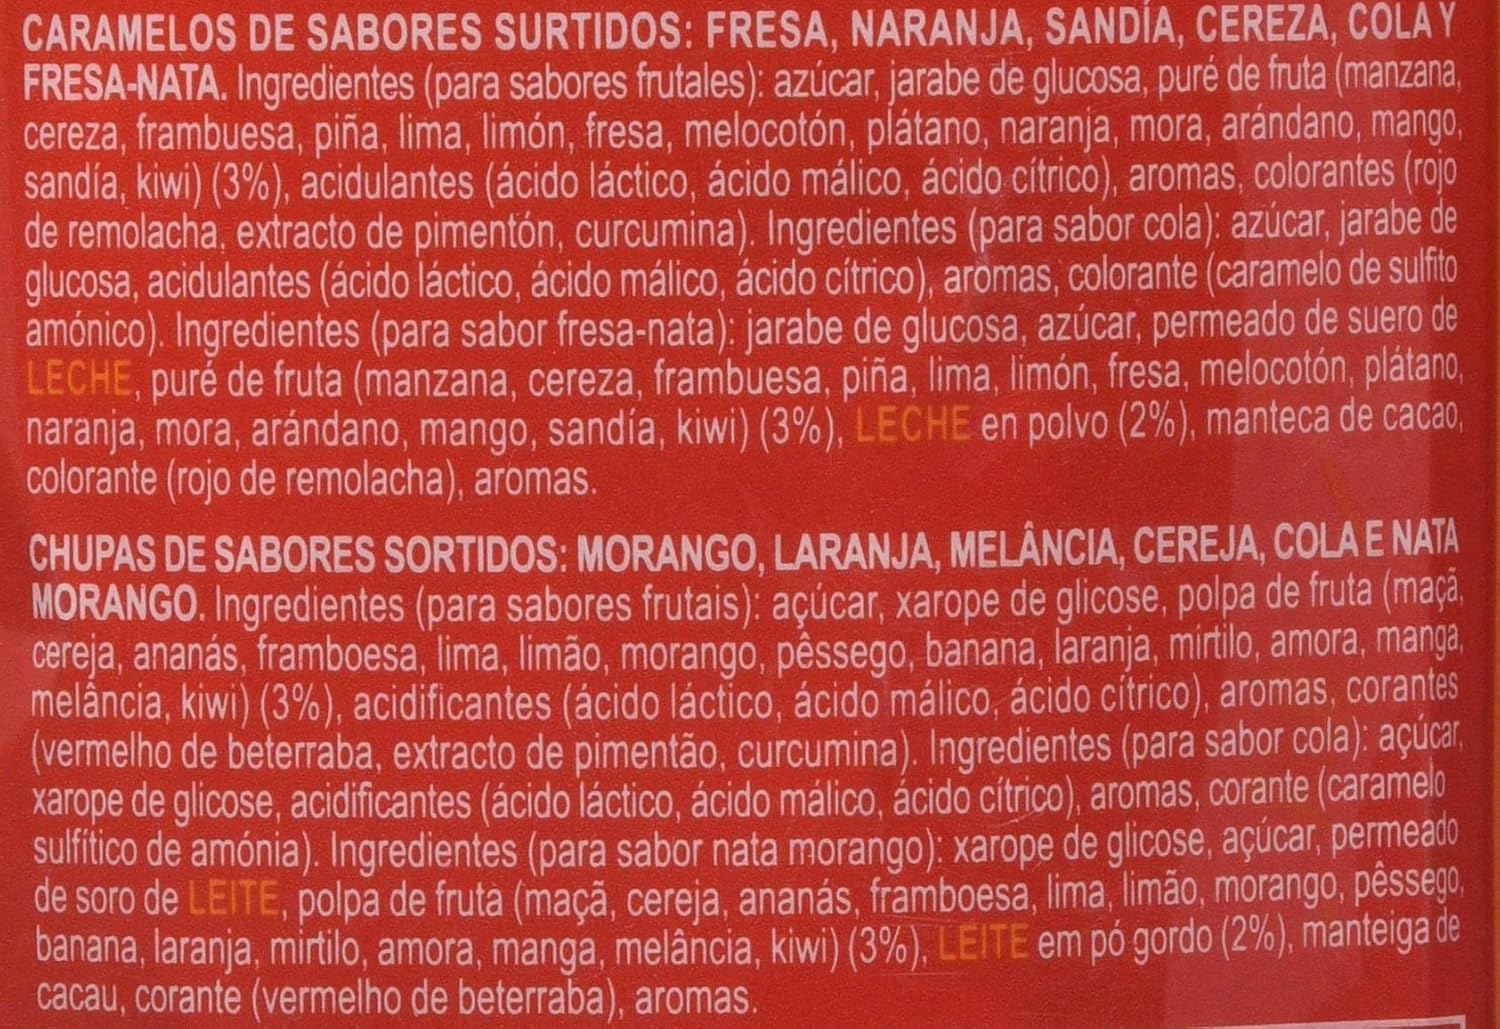 CARAMELOS DE SABORES SURTIDOS: FRESA, NARANJA, SANDÍA, CEREZA, COLA Y
FRESA-NATA. Ingredientes (para sabores frutales): azúcar, jarabe de glucosa, puré de fruta (manzana,
cereza, frambuesa, piña, lima, limón, fresa, melocotón, plátano, naranja, mora, arándano, mango,
sandía, kiwi) (3%), acidulantes (ácido láctico, ácido málico, ácido cítrico), aromas, colorantes (rojo
de remolacha, extracto de pimentón, curcumina). Ingredientes (para sabor cola): azúcar, jarabe de
glucosa, acidulantes (ácido láctico, ácido málico, ácido cítrico), aromas, colorante (caramelo de sulfito
amónico). Ingredientes (para sabor fresa-nata): jarabe de glucosa, azúcar, permeado de suero de
LECHE, puré de fruta (manzana, cereza, frambuesa, piña, lima, limón, fresa, melocotón, plátano,
naranja, mora, arándano, mango, sandía, kiwi) (3%), LECHE en polvo (2%), manteca de cacao,
colorante (rojo de remolacha), aromas.
CHUPAS DE SABORES SORTIDOS: MORANGO, LARANJA, MELÂNCIA, CEREJA, COLA E NATA
MORANGO. Ingredientes (para sabores frutais): açúcar, xarope de glicose, polpa de fruta (maçã,
cereja, ananás, framboesa, lima, limão, morango, pêssego, banana, laranja, mirtilo, amora, manga,
melância, kiwi) (3%), acidificantes (ácido láctico, ácido málico, ácido cítrico), aromas, corantes
(vermelho de beterraba, extracto de pimentão, curcumina). Ingredientes (para sabor cola): açúcar,
xarope de glicose, acidificantes (ácido láctico, ácido málico, ácido cítrico), aromas, corante (caramelo
sulfítico de amónia). Ingredientes (para sabor nata morango): xarope de glicose, açúcar, permeado
de soro de LEITE, polpa de fruta (maçã, cereja, ananás, framboesa, lima, limão, morango, pêssego,
banana, laranja, mirtilo, amora, manga, melância, kiwi) (3%), LEITE em pó gordo (2%), manteiga de
cacau, corante (vermelho de beterraba), aromas.